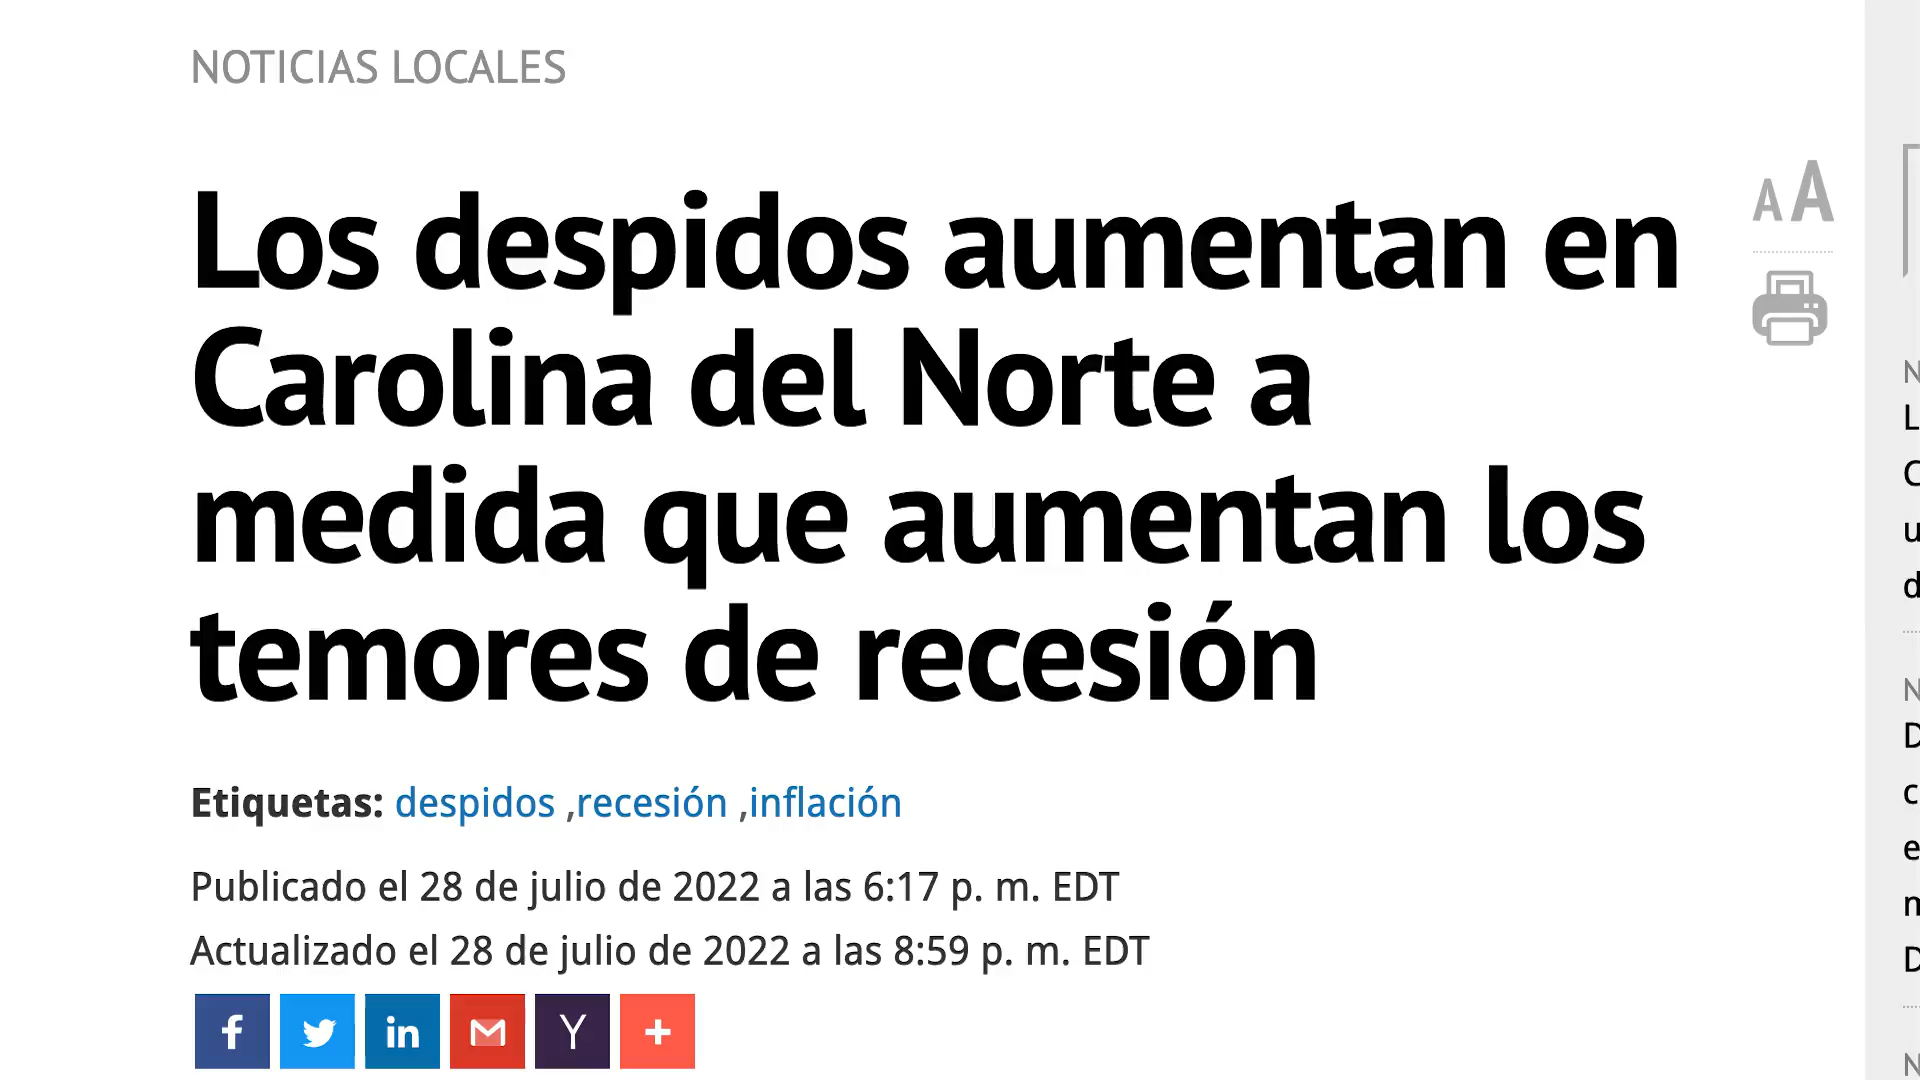 NOTICIAS LOCALES
Los despidos aumentan en
Carolina del Norte a
medida que aumentan los
temores de recesión
Etiquetas: despidos ,recesión ,inflación
Publicado el 28 de julio de 2022 a las 6:17 p. m. EDT
Actualizado el 28 de julio de 2022 a las 8:59 p. m. EDT